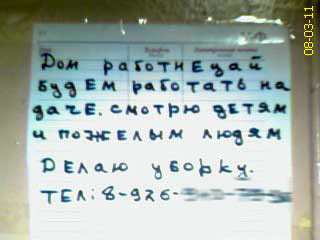 Дом работнецай
будем работать на
даче. смотрю детям
и пожелым людям
Делаю уборку.
ТЕЛ: 8-926-
08-03-11